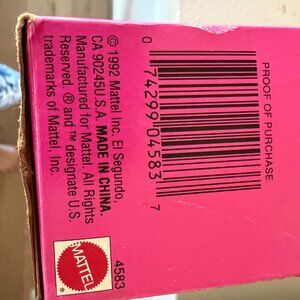 © 1992 Mattel Inc. El Segundo,
CA 90245 U.S.A. MADE IN CHINA.
Manufactured for Mattel. All Rights
Reserved. ® and ™ designate U.S.
trademarks of Mattel, Inc.
PROOF OF PURCHASE
0 74299 04583 7
MATTEL
4583